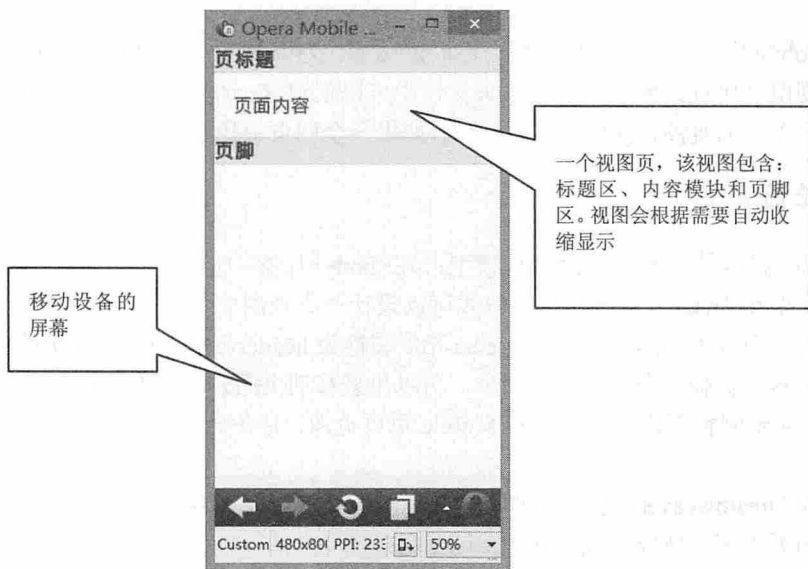 Opera Mobile ...
页标题
页面内容
页脚
一个视图页，该视图包含：
标题区、内容模块和页脚
区。视图会根据需要自动收
缩显示
移动设备的
屏幕
Custom 480x80 PPI: 23 50%